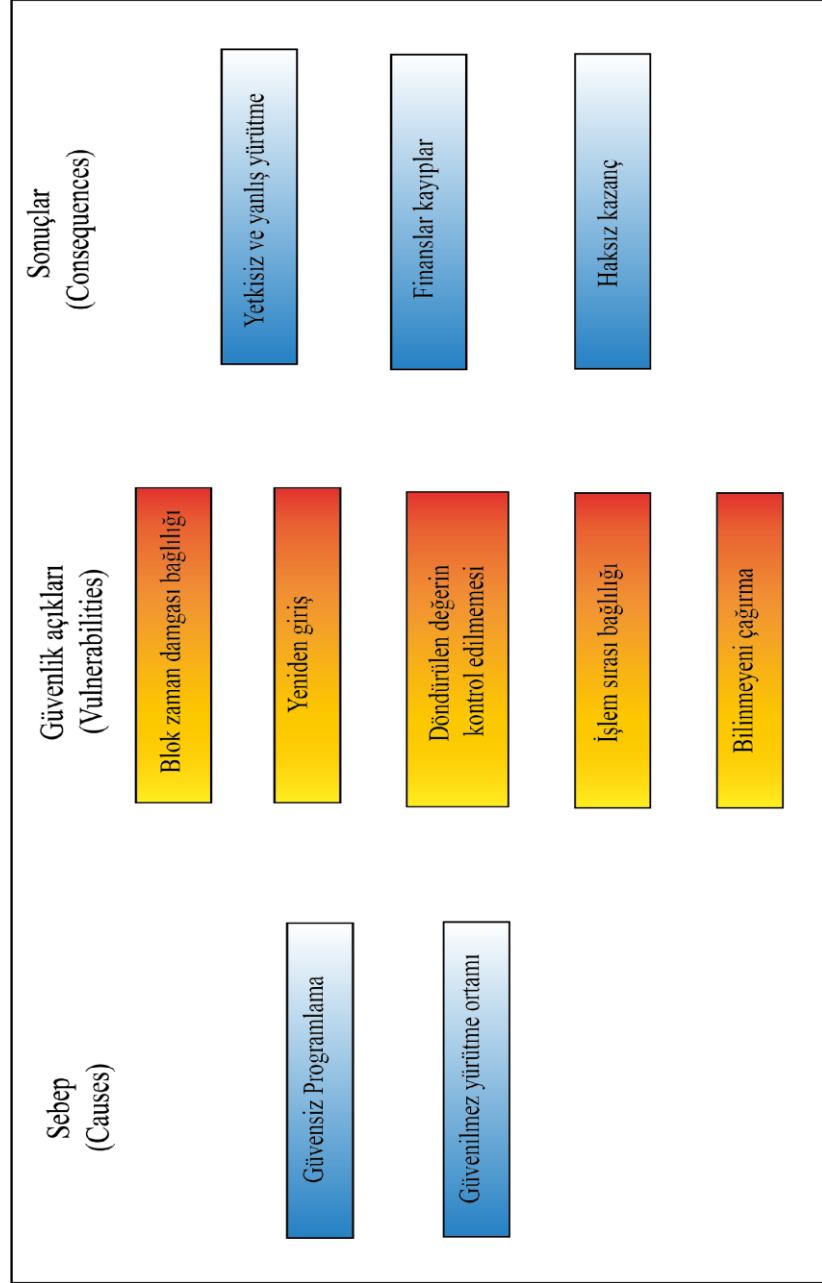 Sebep
(Causes)
Güvensiz Programlama
Güvenilmez yürütme ortamı
Güvenlik açıkları
(Vulnerabilities)
Blok zaman damgası bağlılığı
Yeniden giriş
Döndürülen değerin
kontrol edilmemesi
İşlem sırası bağlılığı
Bilinmeyeni çağırma
Sonuçlar
(Consequences)
Yetkisiz ve yanlış yürütme
Finanslar kayıplar
Haksız kazanç